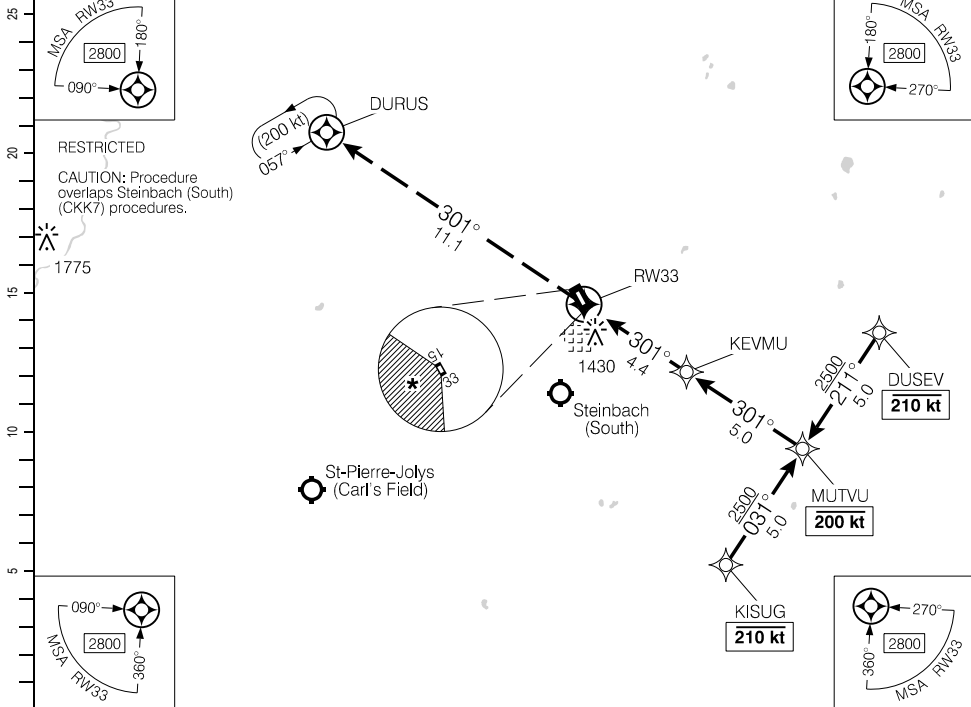 25
20
15
10
5
MSA RW33
2800
180°
090°
MSA RW33
2800
180°
270°
RESTRICTED
CAUTION: Procedure
overlaps Steinbach (South)
(CKK7) procedures.
1775
DURUS
(200 kt)
057°
301°
11.1
RW33
15
33
*
1430
301°
4.4
KEVMU
301°
5.0
2500
211°
5.0
DUSEV
210 kt
Steinbach
(South)
St-Pierre-Jolys
(Carl's Field)
MUTVU
200 kt
2500
031°
5.0
KISUG
210 kt
090°
2800
360°
MSA RW33
270°
2800
360°
MSA RW33